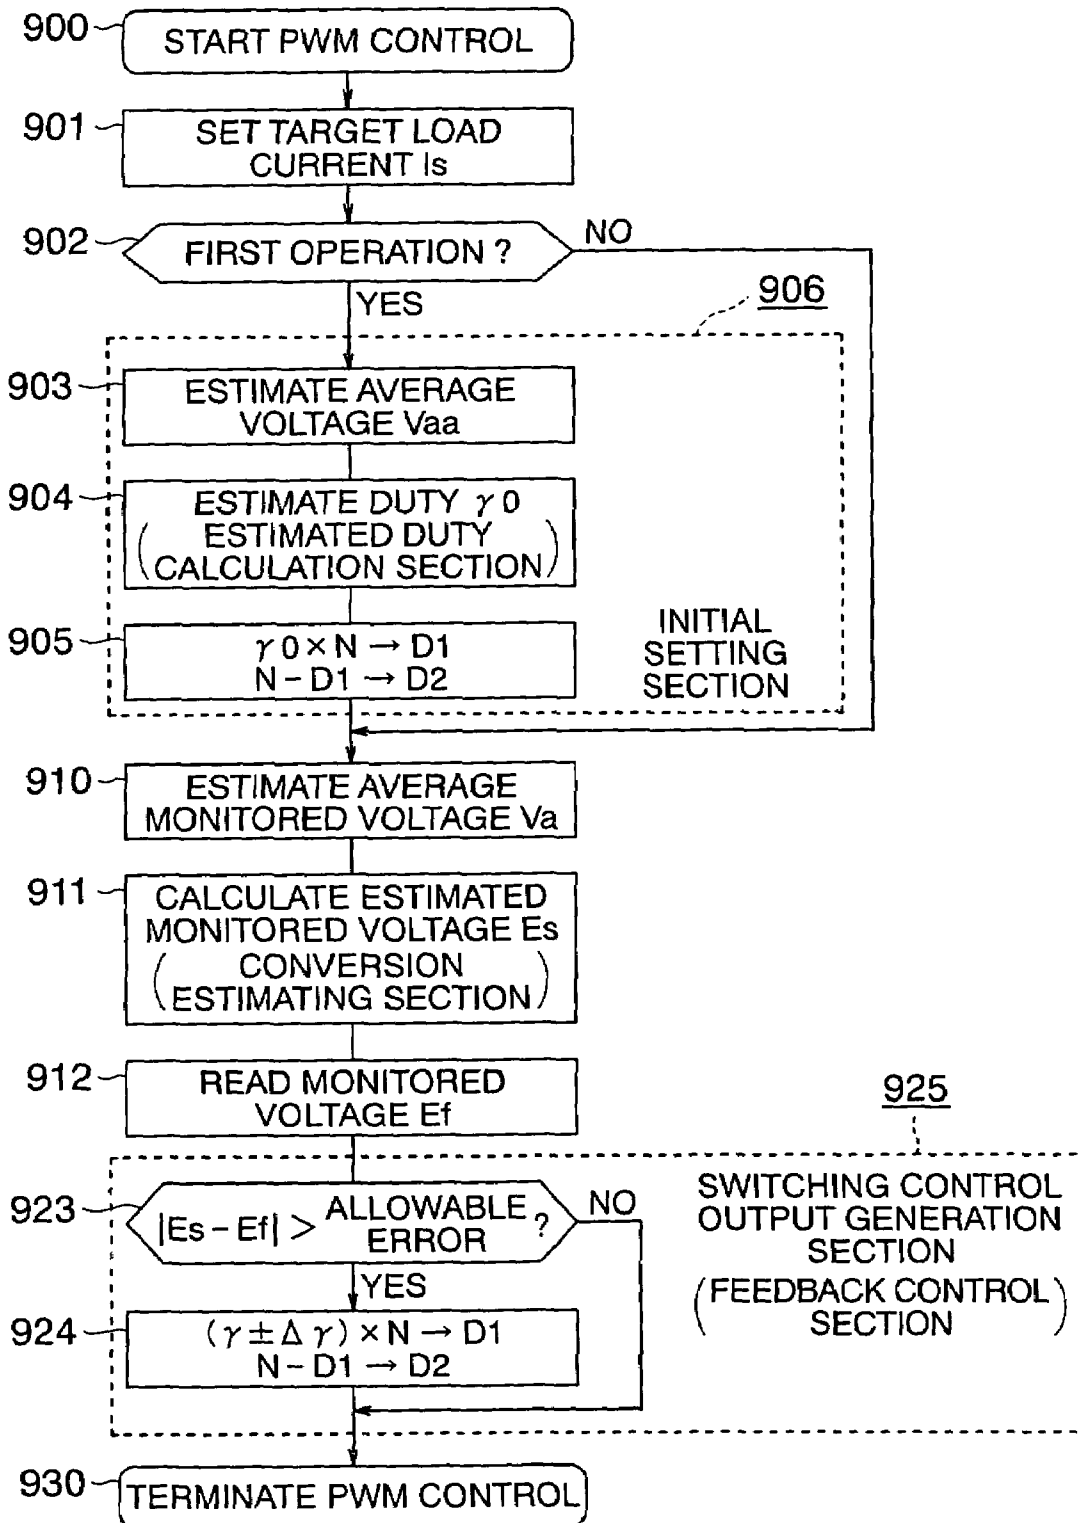 900
START PWM CONTROL
901
SET TARGET LOAD
CURRENT Is
902
FIRST OPERATION ?
NO
YES
906
903
ESTIMATE AVERAGE
VOLTAGE Vaa
904
ESTIMATE DUTY γ0
(ESTIMATED DUTY
CALCULATION SECTION)
905
γ0 × N → D1
N − D1 → D2
INITIAL
SETTING
SECTION
910
ESTIMATE AVERAGE
MONITORED VOLTAGE Va
911
CALCULATE ESTIMATED
MONITORED VOLTAGE Es
(CONVERSION
ESTIMATING SECTION)
912
READ MONITORED
VOLTAGE Ef
925
923
|Es − Ef| > ALLOWABLE
ERROR ?
NO
YES
SWITCHING CONTROL
OUTPUT GENERATION
SECTION
(FEEDBACK CONTROL
SECTION)
924
(γ ± Δγ) × N → D1
N − D1 → D2
930
TERMINATE PWM CONTROL